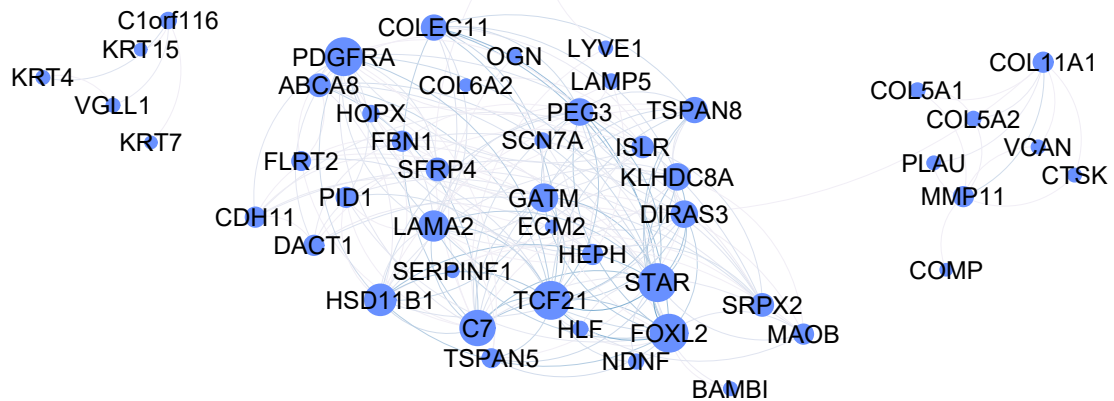 C1orf116
KRT15
KRT4
VGLL1
KRT7
COLEC11
PDGFRA
OGN
LYVE1
ABCA8
COL6A2
LAMP5
HOPX
PEG3
TSPAN8
FBN1
SCN7A
ISLR
FLRT2
SFRP4
KLHDC8A
PID1
GATM
CDH11
LAMA2
ECM2
DIRAS3
DACT1
HEPH
SERPINF1
STAR
HSD11B1
TCF21
SRPX2
C7
HLF
FOXL2
MAOB
TSPAN5
NDNF
BAMBI
COL11A1
COL5A1
COL5A2
VCAN
PLAU
CTSK
MMP11
COMP